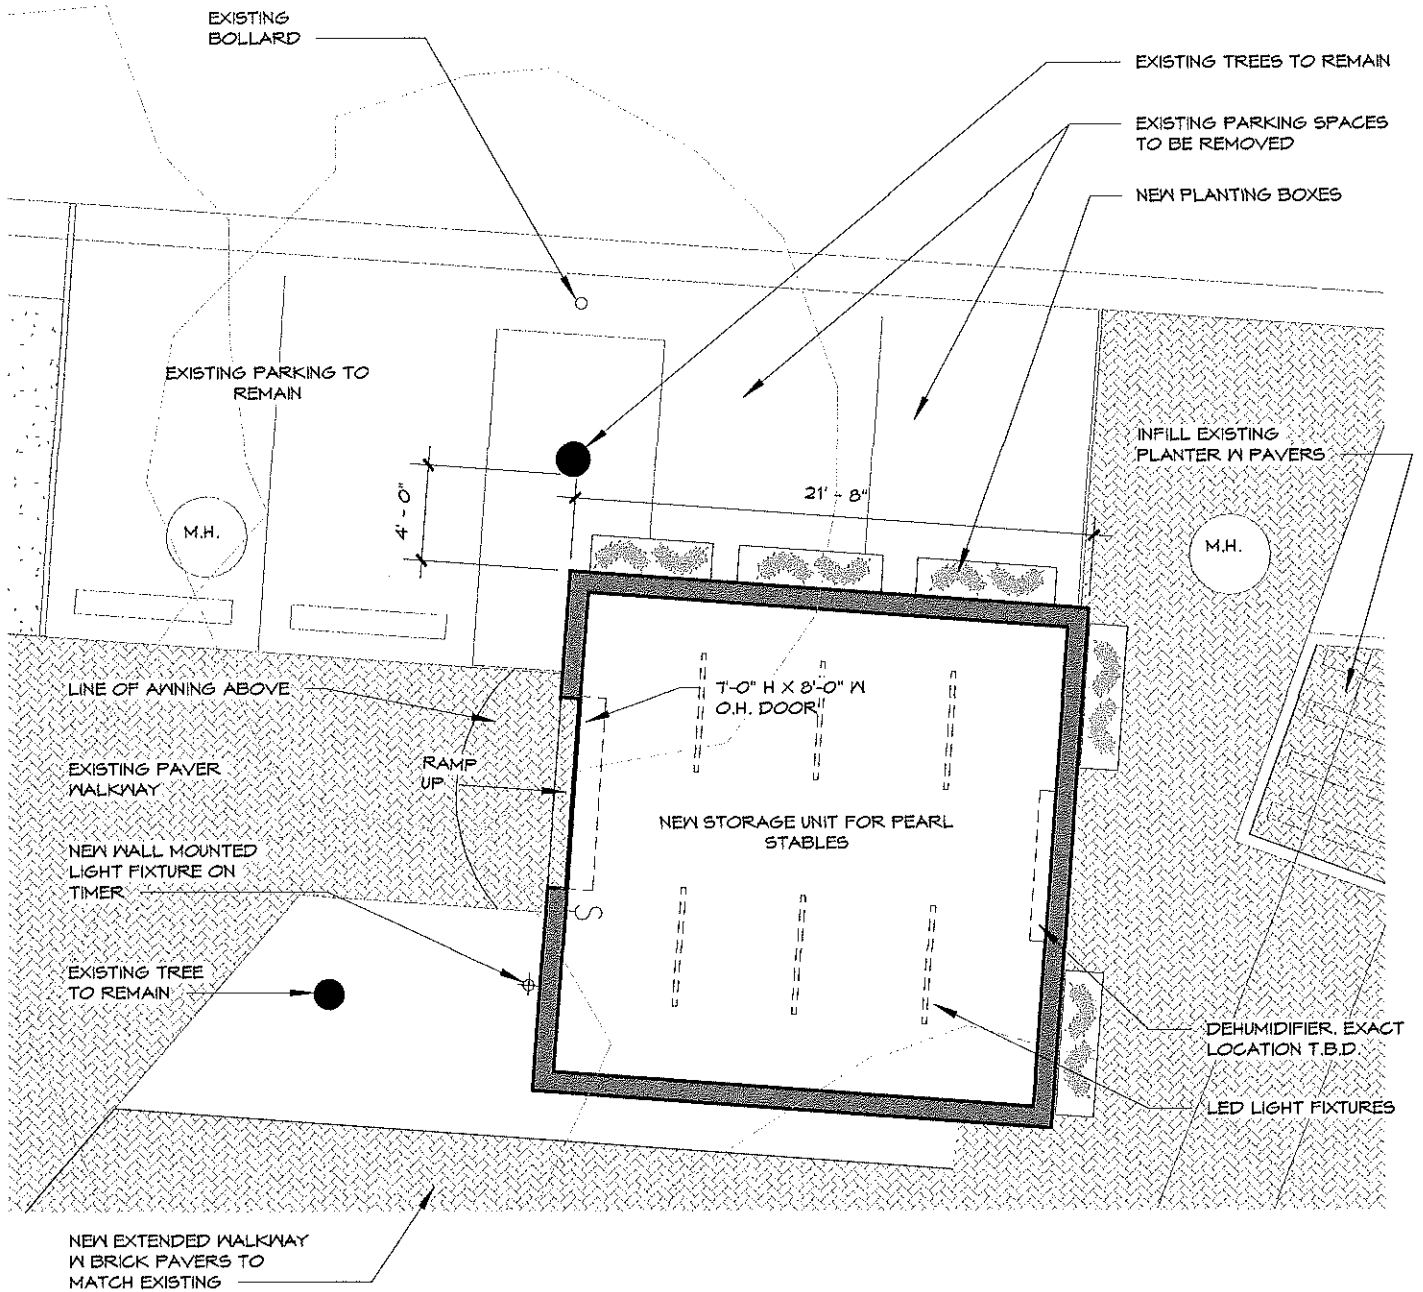 EXISTING
BOLLARD
EXISTING TREES TO REMAIN
EXISTING PARKING SPACES
TO BE REMOVED
NEW PLANTING BOXES
EXISTING PARKING TO
REMAIN
INFILL EXISTING
PLANTER W PAVERS
21' - 8"
4' - 0"
M.H.
M.H.
LINE OF AWNING ABOVE
7'-0" H X 8'-0" W
O.H. DOOR
EXISTING PAVER
WALKWAY
RAMP
UP
NEW STORAGE UNIT FOR PEARL
STABLES
NEW WALL MOUNTED
LIGHT FIXTURE ON
TIMER
S
EXISTING TREE
TO REMAIN
DEHUMIDIFIER. EXACT
LOCATION T.B.D.
LED LIGHT FIXTURES
NEW EXTENDED WALKWAY
W BRICK PAVERS TO
MATCH EXISTING